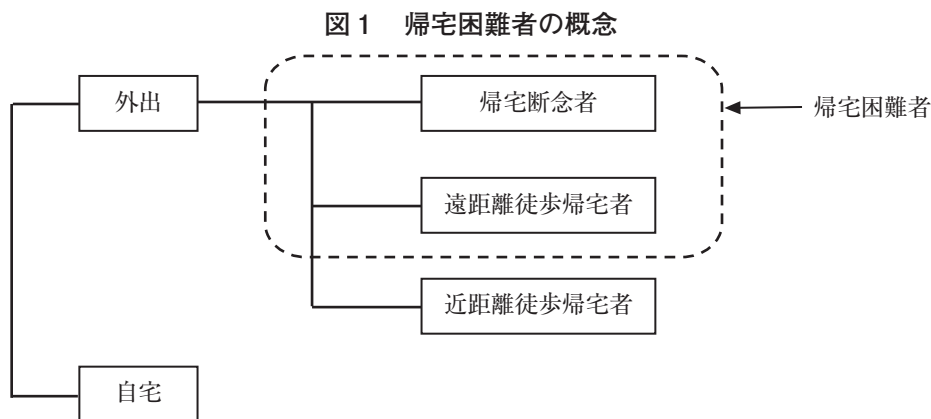 図1 帰宅困難者の概念
外出
帰宅断念者
帰宅困難者
遠距離徒歩帰宅者
近距離徒歩帰宅者
自宅